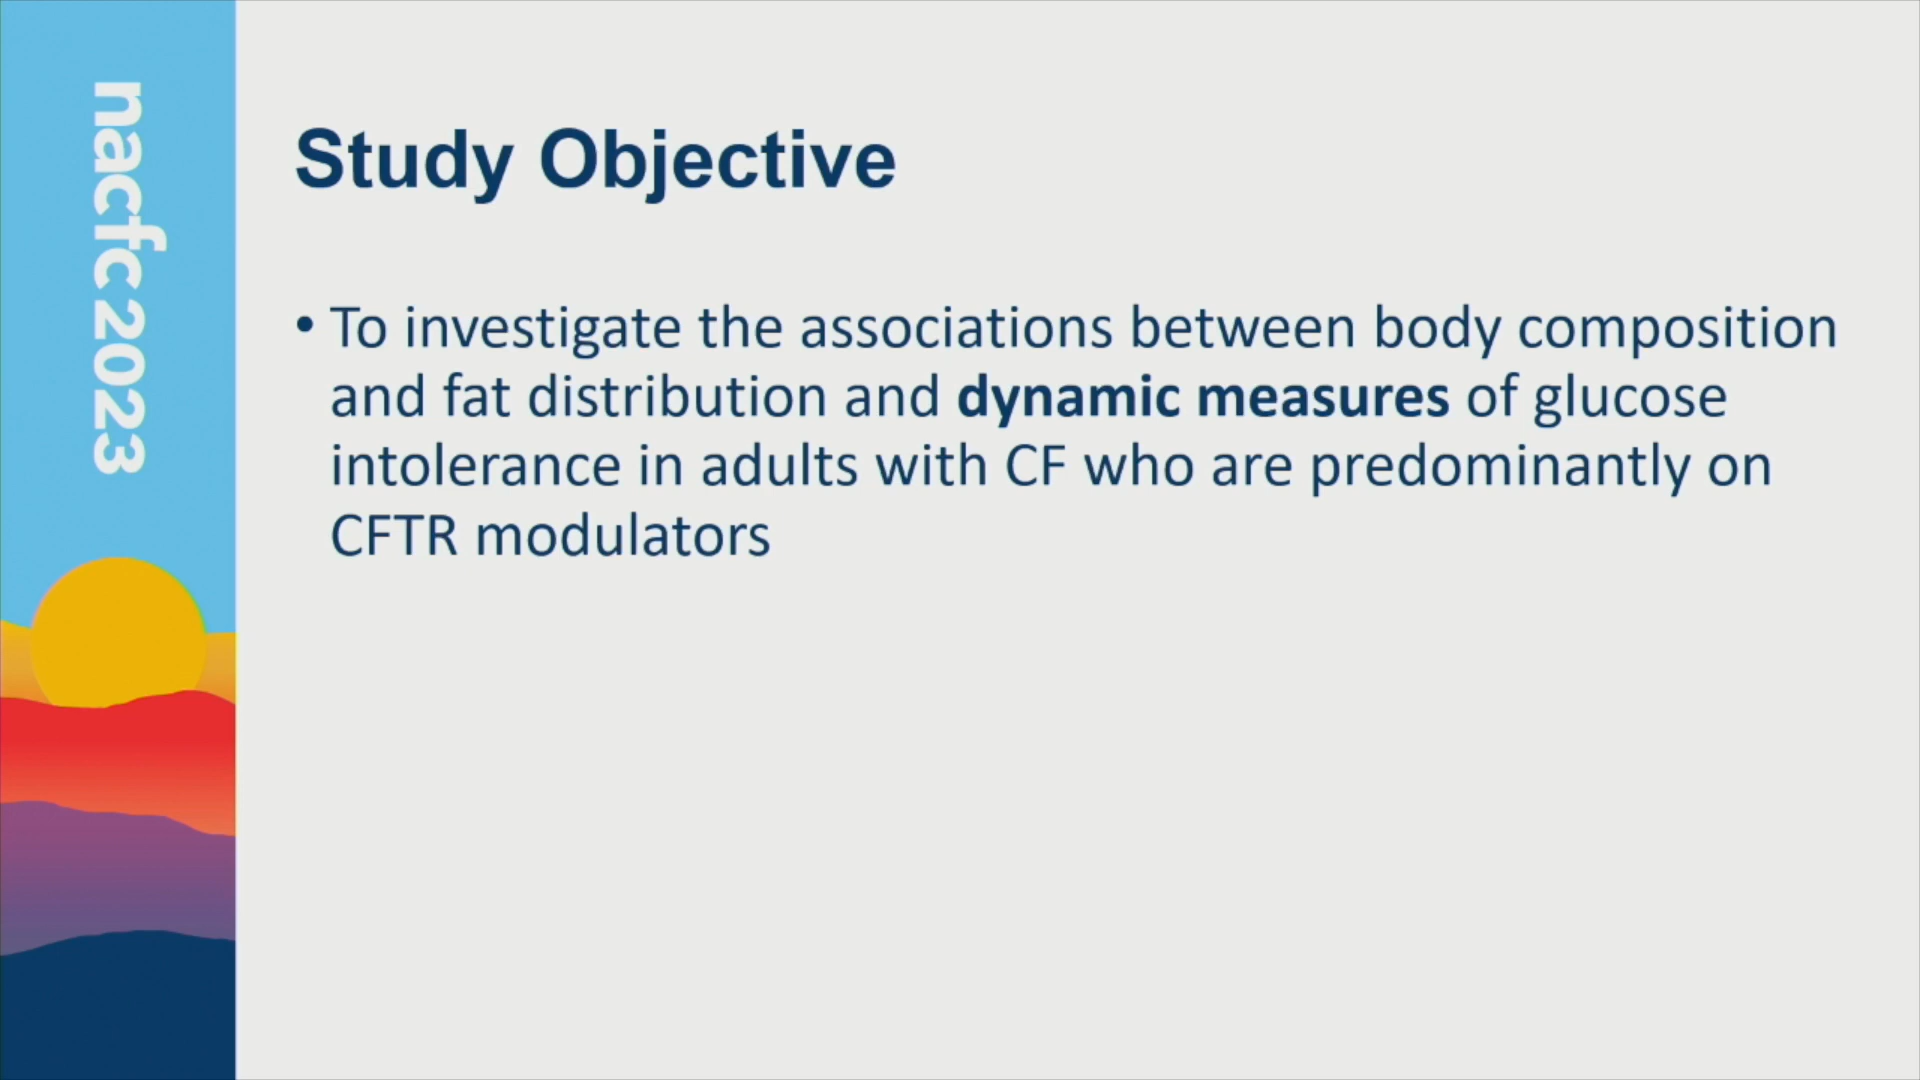 nacfc 2023
Study Objective
• To investigate the associations between body composition
and fat distribution and dynamic measures of glucose
intolerance in adults with CF who are predominantly on
CFTR modulators